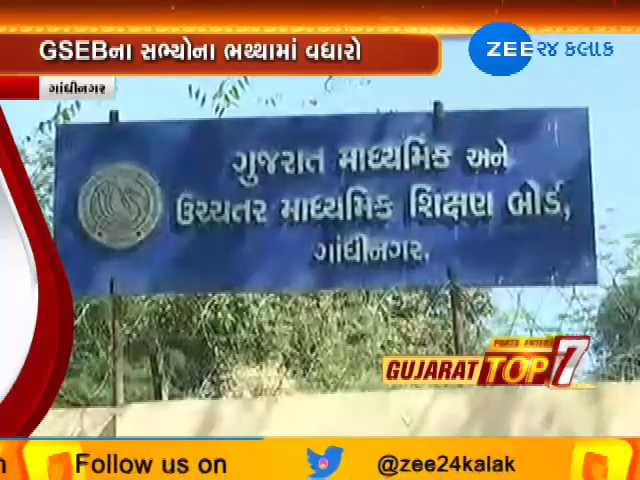 GSEBના સભ્યોના ભથ્થામાં વધારો
ZEE ૨૪ કલાક
ગાંધીનગર
ગુજરાત માધ્યમિક અને
ઉચ્ચતર માધ્યમિક શિક્ષણ બોર્ડ,
ગાંધીનગર.
GUJARAT TOP 7
Follow us on
@zee24kalak